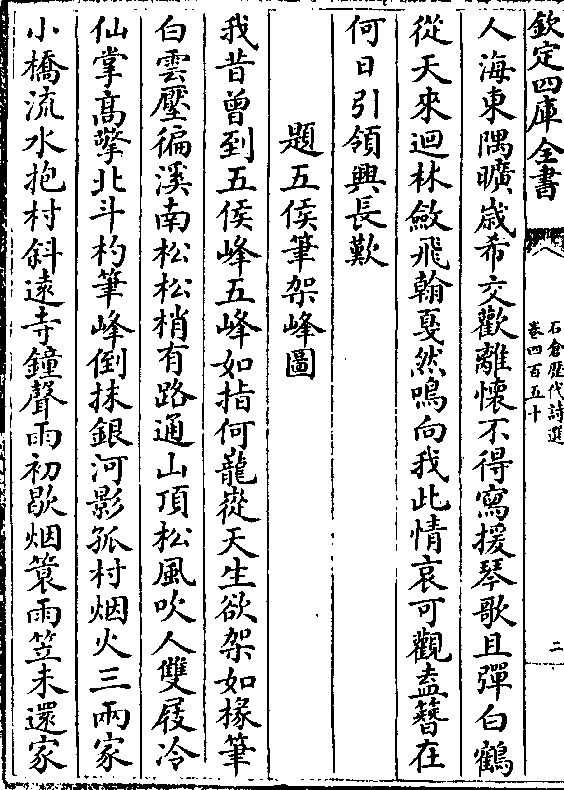 欽定四庫全書
石倉歷代詩選
卷四百五十
二
人海東隅曠歲希交歡離懷不得寫援琴歌且彈白鶴
從天來迴林斂飛翰戛然鳴向我此情哀可觀盍簪在
何日引領興長歎
題五侯筆架峰圖
我昔曾到五侯峰五峰如指何巃嵸天生欲架如椽筆
白雲壓徧溪南松松梢有路通山頂松風吹人雙屐冷
仙掌高擎北斗杓筆峰倒抹銀河影孤村烟火三兩家
小橋流水抱村斜遠寺鐘聲雨初歇烟簑雨笠未還家